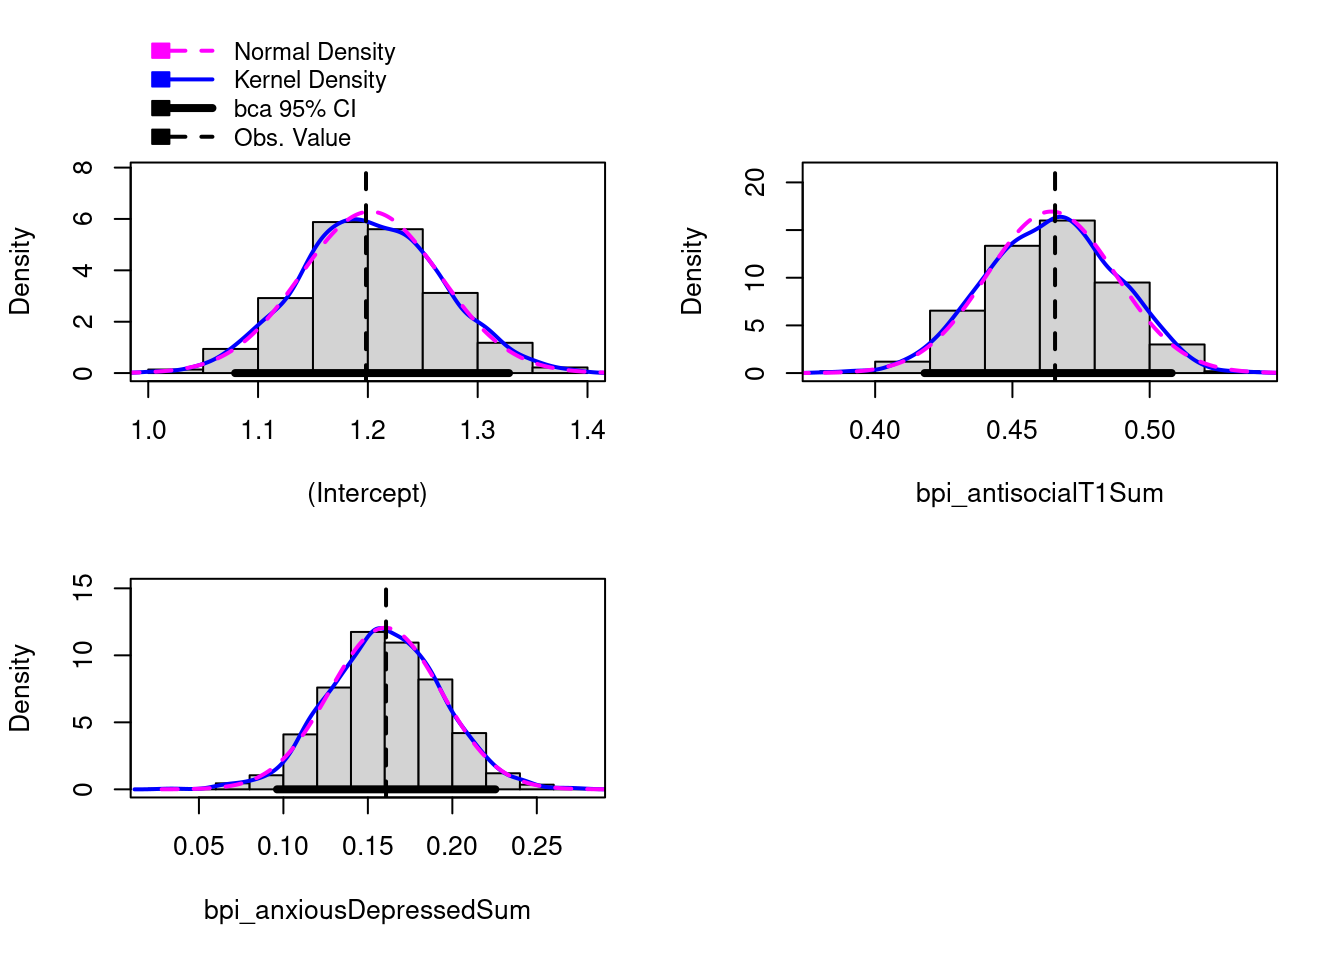 Normal Density
Kernel Density
bca 95% CI
Obs. Value
Density
8
6
4
2
0
1.0 1.1 1.2 1.3 1.4
(Intercept)
Density
20
10
5
0
0.40 0.45 0.50
bpi_antisocialT1Sum
Density
15
10
5
0
0.05 0.10 0.15 0.20 0.25
bpi_anxiousDepressedSum